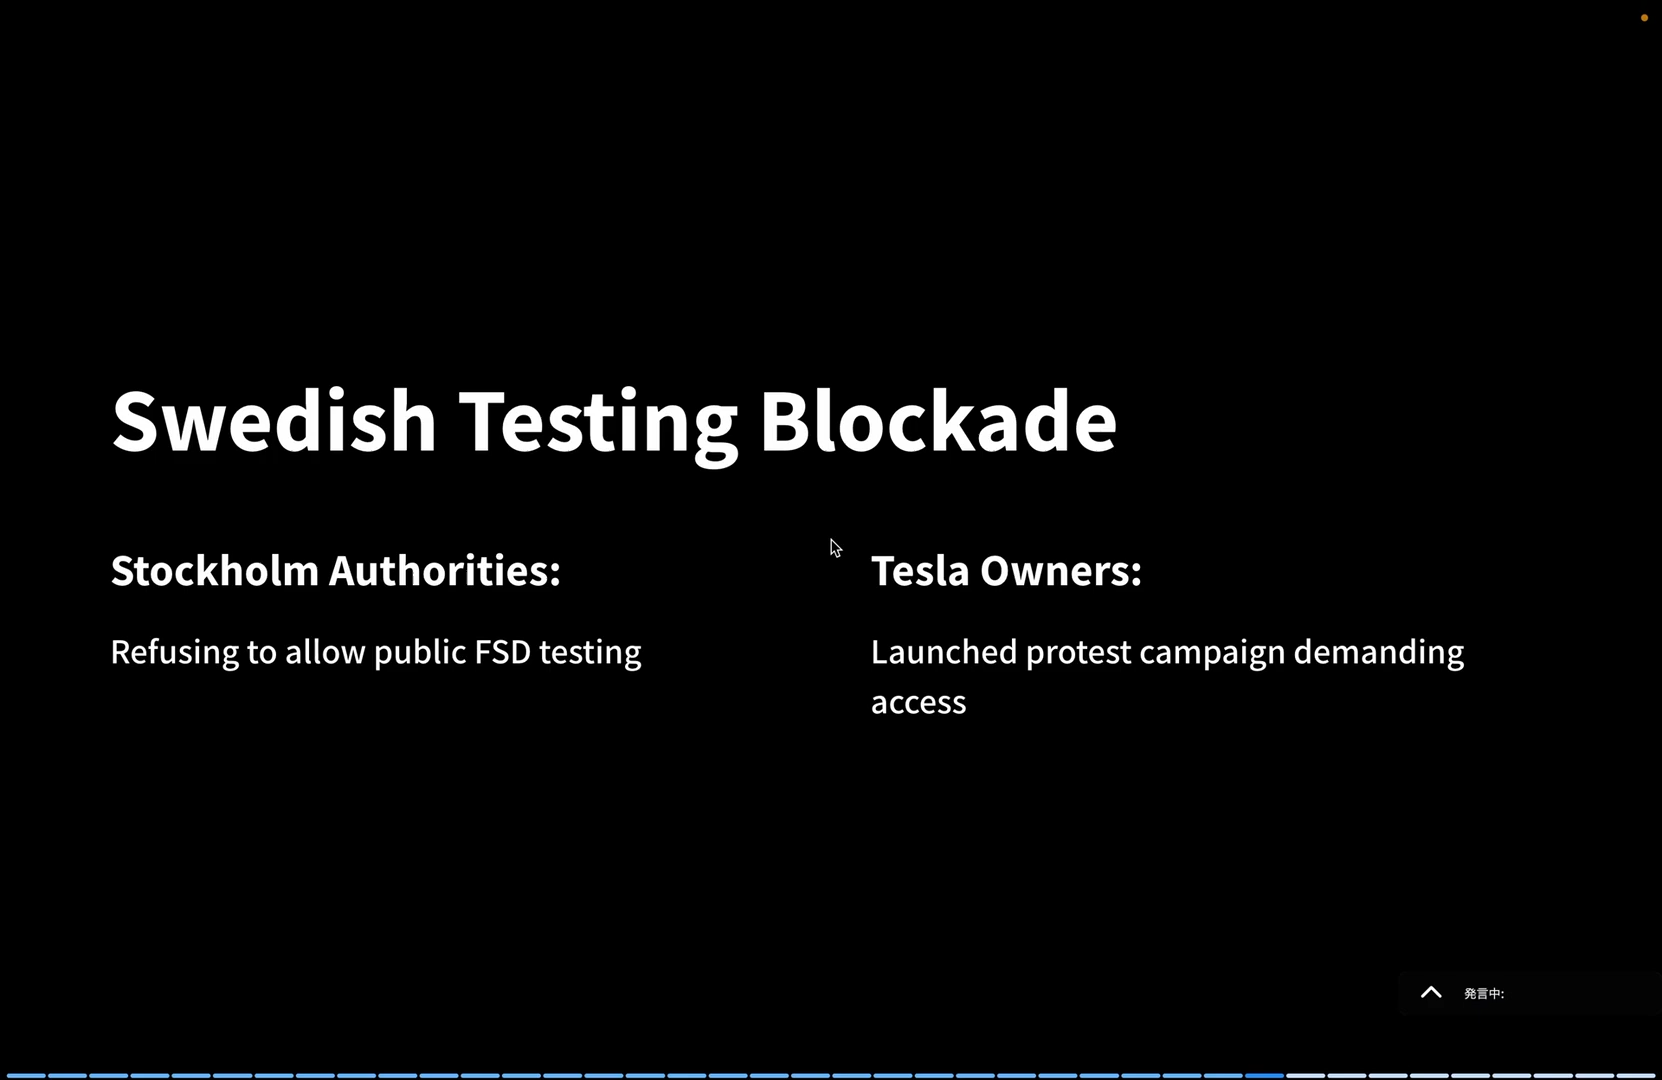 Swedish Testing Blockade
Stockholm Authorities:
Refusing to allow public FSD testing
Tesla Owners:
Launched protest campaign demanding
access
発言中: